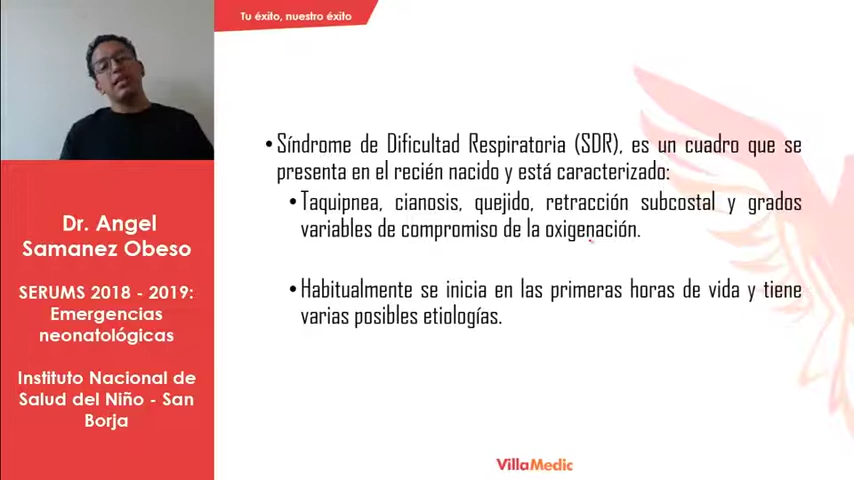 Tu éxito, nuestro éxito
• Síndrome de Dificultad Respiratoria (SDR), es un cuadro que se
presenta en el recién nacido y está caracterizado:
• Taquipnea, cianosis, quejido, retracción subcostal y grados
variables de compromiso de la oxigenación.
• Habitualmente se inicia en las primeras horas de vida y tiene
varias posibles etiologías.
Dr. Angel
Samanez Obeso
SERUMS 2018 - 2019:
Emergencias
neonatológicas
Instituto Nacional de
Salud del Niño - San
Borja
VillaMedic